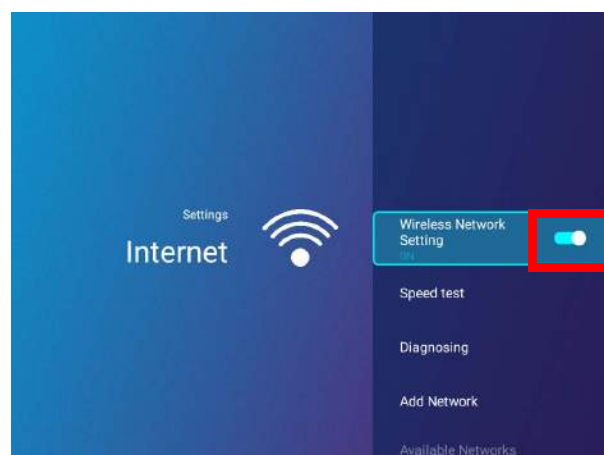 Settings
Internet
Wireless Network
Setting
ON
Speed test
Diagnosing
Add Network
Available Networks